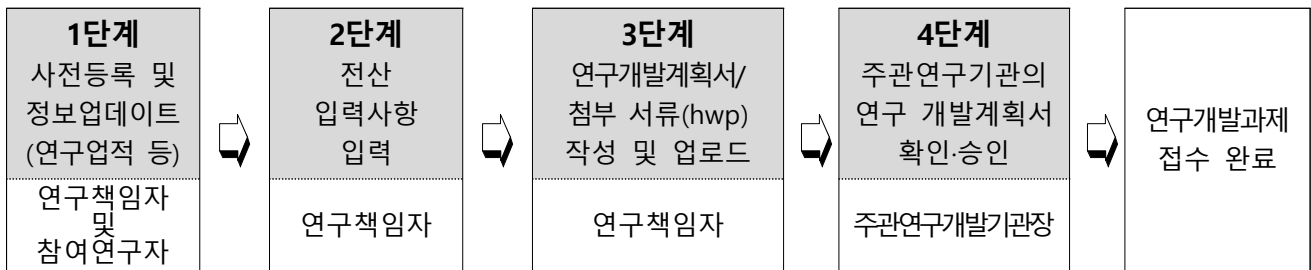 1단계
사전등록 및
정보업데이트
(연구업적 등)
연구책임자
및
참여연구자
2단계
전산
입력사항
입력
연구책임자
3단계
연구개발계획서/
첨부 서류(hwp)
작성 및 업로드
연구책임자
4단계
주관연구기관의
연구 개발계획서
확인·승인
주관연구개발기관장
연구개발과제
접수 완료